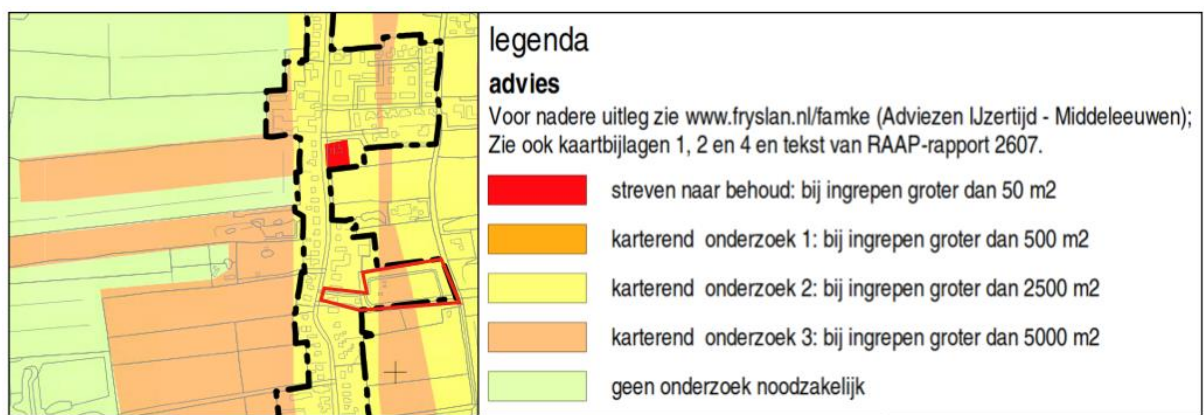 legenda
advies
Voor nadere uitleg zie www.fryslan.nl/famke (Adviezen IJzertijd - Middeleeuwen);
Zie ook kaartbijlagen 1, 2 en 4 en tekst van RAAP-rapport 2607.
streven naar behoud: bij ingrepen groter dan 50 m2
karterend onderzoek 1: bij ingrepen groter dan 500 m2
karterend onderzoek 2: bij ingrepen groter dan 2500 m2
karterend onderzoek 3: bij ingrepen groter dan 5000 m2
geen onderzoek noodzakelijk